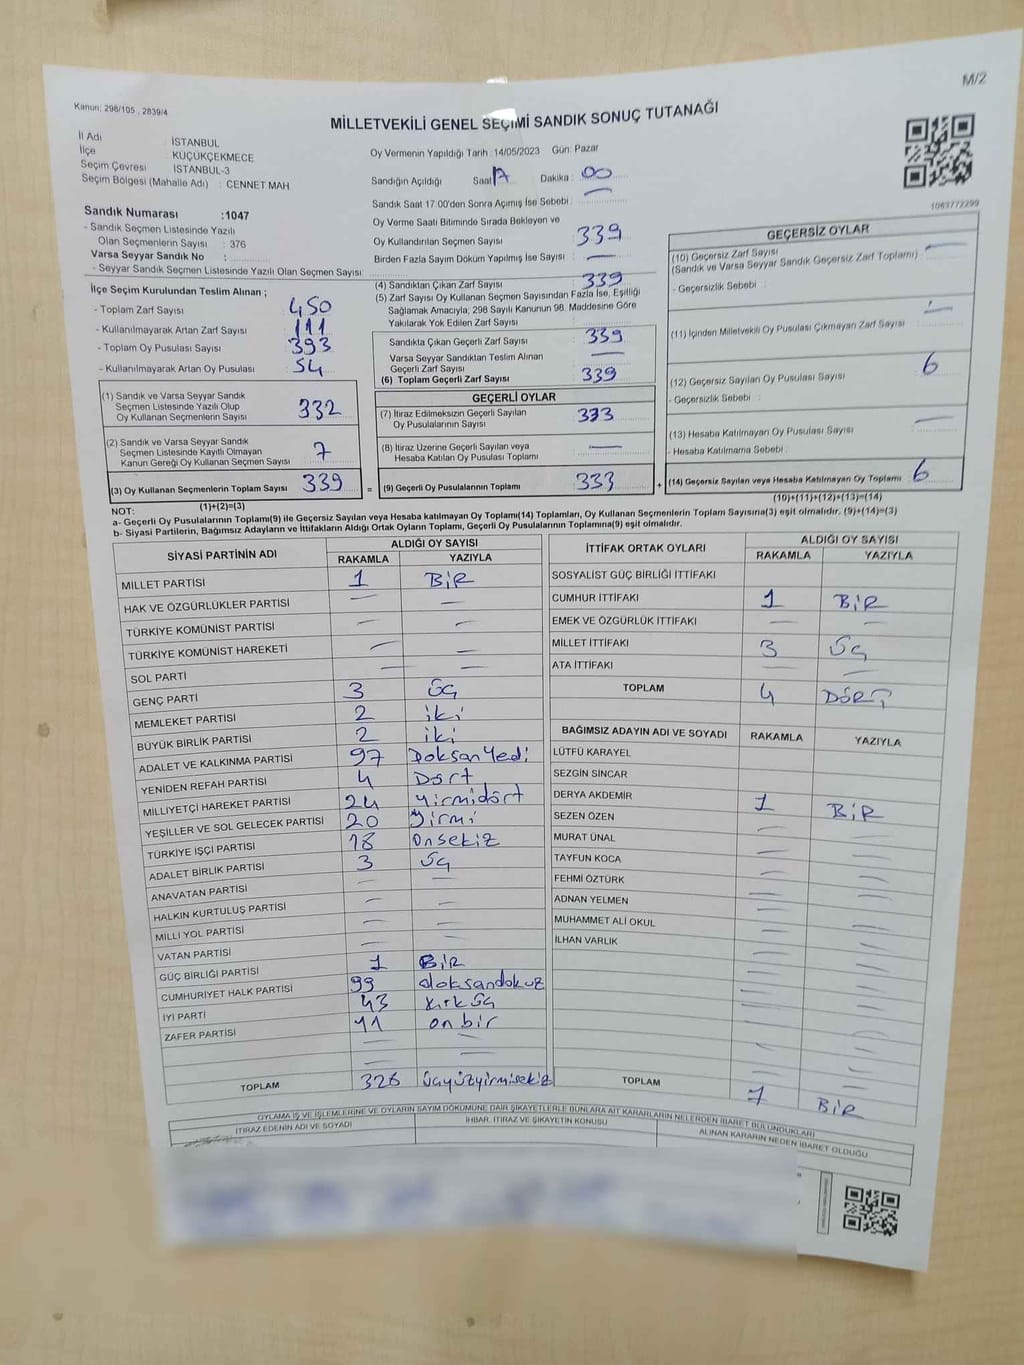 M/2
Kanun: 298/105 , 2839/4
MİLLETVEKİLİ GENEL SEÇİMİ SANDIK SONUÇ TUTANAĞI
İl Adı İSTANBUL
İlçe KÜÇÜKÇEKMECE
Seçim Çevresi İSTANBUL-3
Seçim Bölgesi (Mahalle Adı) : CENNET MAH
Sandık Numarası :1047
- Sandık Seçmen Listesinde Yazılı
Olan Seçmenlerin Sayısı : 376
Varsa Seyyar Sandık No :
- Seyyar Sandık Seçmen Listesinde Yazılı Olan Seçmen Sayısı:
Oy Vermenin Yapıldığı Tarih :14/05/2023 Gün: Pazar
Sandığın Açıldığı Saat 17 Dakika : 00
Sandık Saat 17.00'den Sonra Açımış İse Sebebi : —
Oy Verme Saati Bitiminde Sırada Bekleyen ve
Oy Kullandırılan Seçmen Sayısı 339
Birden Fazla Sayım Döküm Yapılmış İse Sayısı : —
1063772299
İlçe Seçim Kurulundan Teslim Alınan ;
- Toplam Zarf Sayısı : 450
- Kullanılmayarak Artan Zarf Sayısı : 111
- Toplam Oy Pusulası Sayısı : 393
- Kullanılmayarak Artan Oy Pusulası : 54
(1) Sandık ve Varsa Seyyar Sandık
Seçmen Listesinde Yazılı Olup
Oy Kullanan Seçmenlerin Sayısı : 332
(2) Sandık ve Varsa Seyyar Sandık
Seçmen Listesinde Kayıtlı Olmayan
Kanun Gereği Oy Kullanan Seçmen Sayısı : 7
(3) Oy Kullanan Seçmenlerin Toplam Sayısı : 339
(1)+(2)=(3)
(4) Sandıktan Çıkan Zarf Sayısı : 339
(5) Zarf Sayısı Oy Kullanan Seçmen Sayısından Fazla İse, Eşitliği
Sağlamak Amacıyla; 298 Sayılı Kanunun 98. Maddesine Göre
Yakılarak Yok Edilen Zarf Sayısı :
Sandıkta Çıkan Geçerli Zarf Sayısı : 339
Varsa Seyyar Sandıktan Teslim Alınan
Geçerli Zarf Sayısı : —
(6) Toplam Geçerli Zarf Sayısı : 339
GEÇERLİ OYLAR
(7) İtiraz Edilmeksizin Geçerli Sayılan
Oy Pusulalarının Sayısı : 333
(8) İtiraz Üzerine Geçerli Sayılan veya
Hesaba Katılan Oy Pusulası Toplamı : —
= (9) Geçerli Oy Pusulalarının Toplamı : 333
GEÇERSİZ OYLAR
(10) Geçersiz Zarf Sayısı
(Sandık ve Varsa Seyyar Sandık Geçersiz Zarf Toplamı) : —
- Geçersizlik Sebebi :
(11) İçinden Milletvekili Oy Pusulası Çıkmayan Zarf Sayısı : —
(12) Geçersiz Sayılan Oy Pusulası Sayısı : 6
- Geçersizlik Sebebi :
(13) Hesaba Katılmayan Oy Pusulası Sayısı : —
- Hesaba Katılmama Sebebi :
+ (14) Geçersiz Sayılan veya Hesaba Katılmayan Oy Toplamı : 6
(10)+(11)+(12)+(13)=(14)
NOT:
a- Geçerli Oy Pusulalarının Toplamı(9) ile Geçersiz Sayılan veya Hesaba katılmayan Oy Toplamı(14) Toplamları, Oy Kullanan Seçmenlerin Toplam Sayısına(3) eşit olmalıdır. (9)+(14)=(3)
b- Siyasi Partilerin, Bağımsız Adayların ve İttifakların Aldığı Ortak Oyların Toplamı, Geçerli Oy Pusulalarının Toplamına(9) eşit olmalıdır.
SİYASİ PARTİNİN ADI ALDIĞI OY SAYISI
RAKAMLA YAZIYLA
MİLLET PARTİSİ 1 BİR
HAK VE ÖZGÜRLÜKLER PARTİSİ — —
TÜRKİYE KOMÜNİST PARTİSİ — —
TÜRKİYE KOMÜNİST HAREKETİ — —
SOL PARTİ — —
GENÇ PARTİ 3 üç
MEMLEKET PARTİSİ 2 iki
BÜYÜK BİRLİK PARTİSİ 2 iki
ADALET VE KALKINMA PARTİSİ 97 Doksan Yedi
YENİDEN REFAH PARTİSİ 4 Dört
MİLLİYETÇİ HAREKET PARTİSİ 24 yirmidört
YEŞİLLER VE SOL GELECEK PARTİSİ 20 yirmi
TÜRKİYE İŞÇİ PARTİSİ 18 onsekiz
ADALET BİRLİK PARTİSİ 3 üç
ANAVATAN PARTİSİ — —
HALKIN KURTULUŞ PARTİSİ — —
MİLLİ YOL PARTİSİ — —
VATAN PARTİSİ — —
GÜÇ BİRLİĞİ PARTİSİ 1 BİR
CUMHURİYET HALK PARTİSİ 99 doksandokuz
İYİ PARTİ 43 kırk üç
ZAFER PARTİSİ 11 on bir
TOPLAM 328 üçyüzyirmisekiz
İTTİFAK ORTAK OYLARI ALDIĞI OY SAYISI
RAKAMLA YAZIYLA
SOSYALİST GÜÇ BİRLİĞİ İTTİFAKI
CUMHUR İTTİFAKI 1 BİR
EMEK VE ÖZGÜRLÜK İTTİFAKI — —
MİLLET İTTİFAKI 3 üç
ATA İTTİFAKI — —
TOPLAM 4 DÖRT
BAĞIMSIZ ADAYIN ADI VE SOYADI RAKAMLA YAZIYLA
LÜTFÜ KARAYEL
SEZGİN SİNCAR
DERYA AKDEMİR 1 BİR
SEZEN ÖZEN — —
MURAT ÜNAL — —
TAYFUN KOCA — —
FEHMİ ÖZTÜRK — —
ADNAN YELMEN — —
MUHAMMET ALİ OKUL — —
İLHAN VARLIK — —
TOPLAM 1 BİR
OYLAMA İŞ VE İŞLEMLERİNE VE OYLARIN SAYIM DÖKÜMÜNE DAİR ŞİKAYETLERLE BUNLARA AİT KARARLARIN NELERDEN İBARET BULUNDUKLARI
İTİRAZ EDENİN ADI VE SOYADI İHBAR, İTİRAZ VE ŞİKAYETİN KONUSU ALINAN KARARIN NEDEN İBARET OLDUĞU